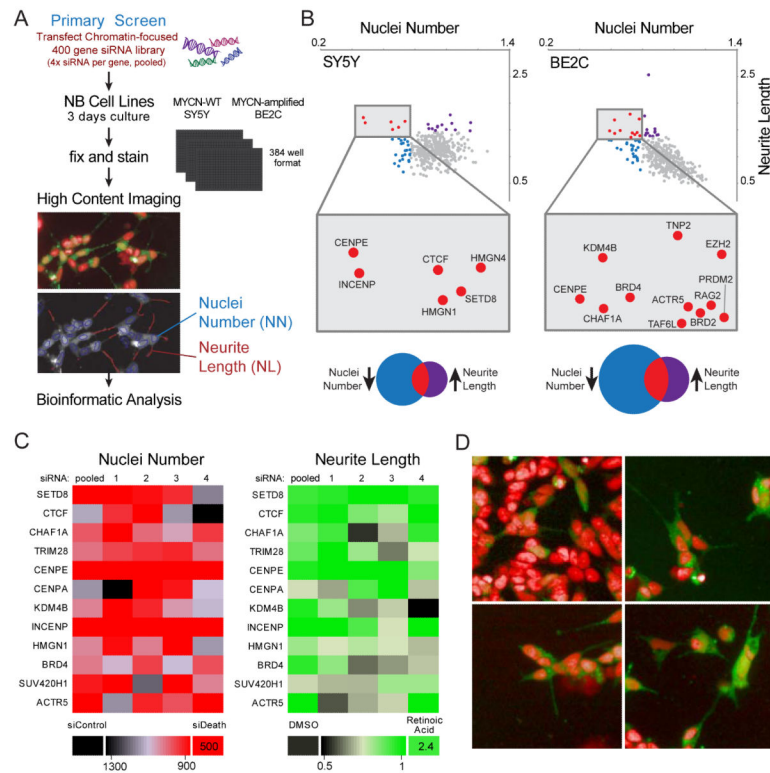 A
Primary Screen
Transfect Chromatin-focused
400 gene siRNA library
(4x siRNA per gene, pooled)
NB Cell Lines
3 days culture
MYCN-WT
SY5Y
MYCN-amplified
BE2C
384 well
format
fix and stain
High Content Imaging
Nuclei
Number (NN)
Neurite
Length (NL)
Bioinformatic Analysis
B
Nuclei Number
0.2
1.4
SY5Y
2.5
0.5
CENPE
INCENP
CTCF
HMGN4
HMGN1
SETD8
Nuclei
Number
Neurite
Length
Nuclei Number
0.2
1.4
BE2C
2.5
0.5
Neurite Length
TNP2
KDM4B
EZH2
PRDM2
CENPE
BRD4
ACTR5
RAG2
CHAF1A
TAF6L
BRD2
Nuclei
Number
Neurite
Length
C
Nuclei Number
siRNA: pooled 1 2 3 4
SETD8
CTCF
CHAF1A
TRIM28
CENPE
CENPA
KDM4B
INCENP
HMGN1
BRD4
SUV420H1
ACTR5
siControl
siDeath
500
1300
900
Neurite Length
siRNA: pooled 1 2 3 4
SETD8
CTCF
CHAF1A
TRIM28
CENPE
CENPA
KDM4B
INCENP
HMGN1
BRD4
SUV420H1
ACTR5
DMSO
Retinoic
Acid
2.4
0.5
1
D